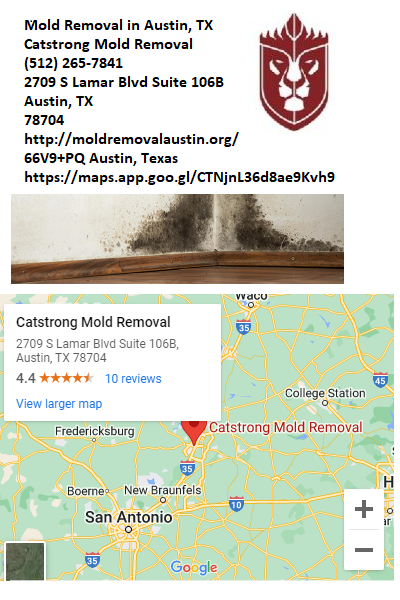 Mold Removal in Austin, TX
Catstrong Mold Removal
(512) 265-7841
2709 S Lamar Blvd Suite 106B
Austin, TX
78704
http://moldremovalaustin.org/
66V9+PQ Austin, Texas
https://maps.app.goo.gl/CTNjnL36d8ae9Kvh9
Waco
Catstrong Mold Removal
2709 S Lamar Blvd Suite 106B,
Austin, TX 78704
4.4 10 reviews
View larger map
35
45
College Station
Catstrong Mold Removal
Fredericksburg
35
Boerne
New Braunfels
10
H
San Antonio
ar
35
Google